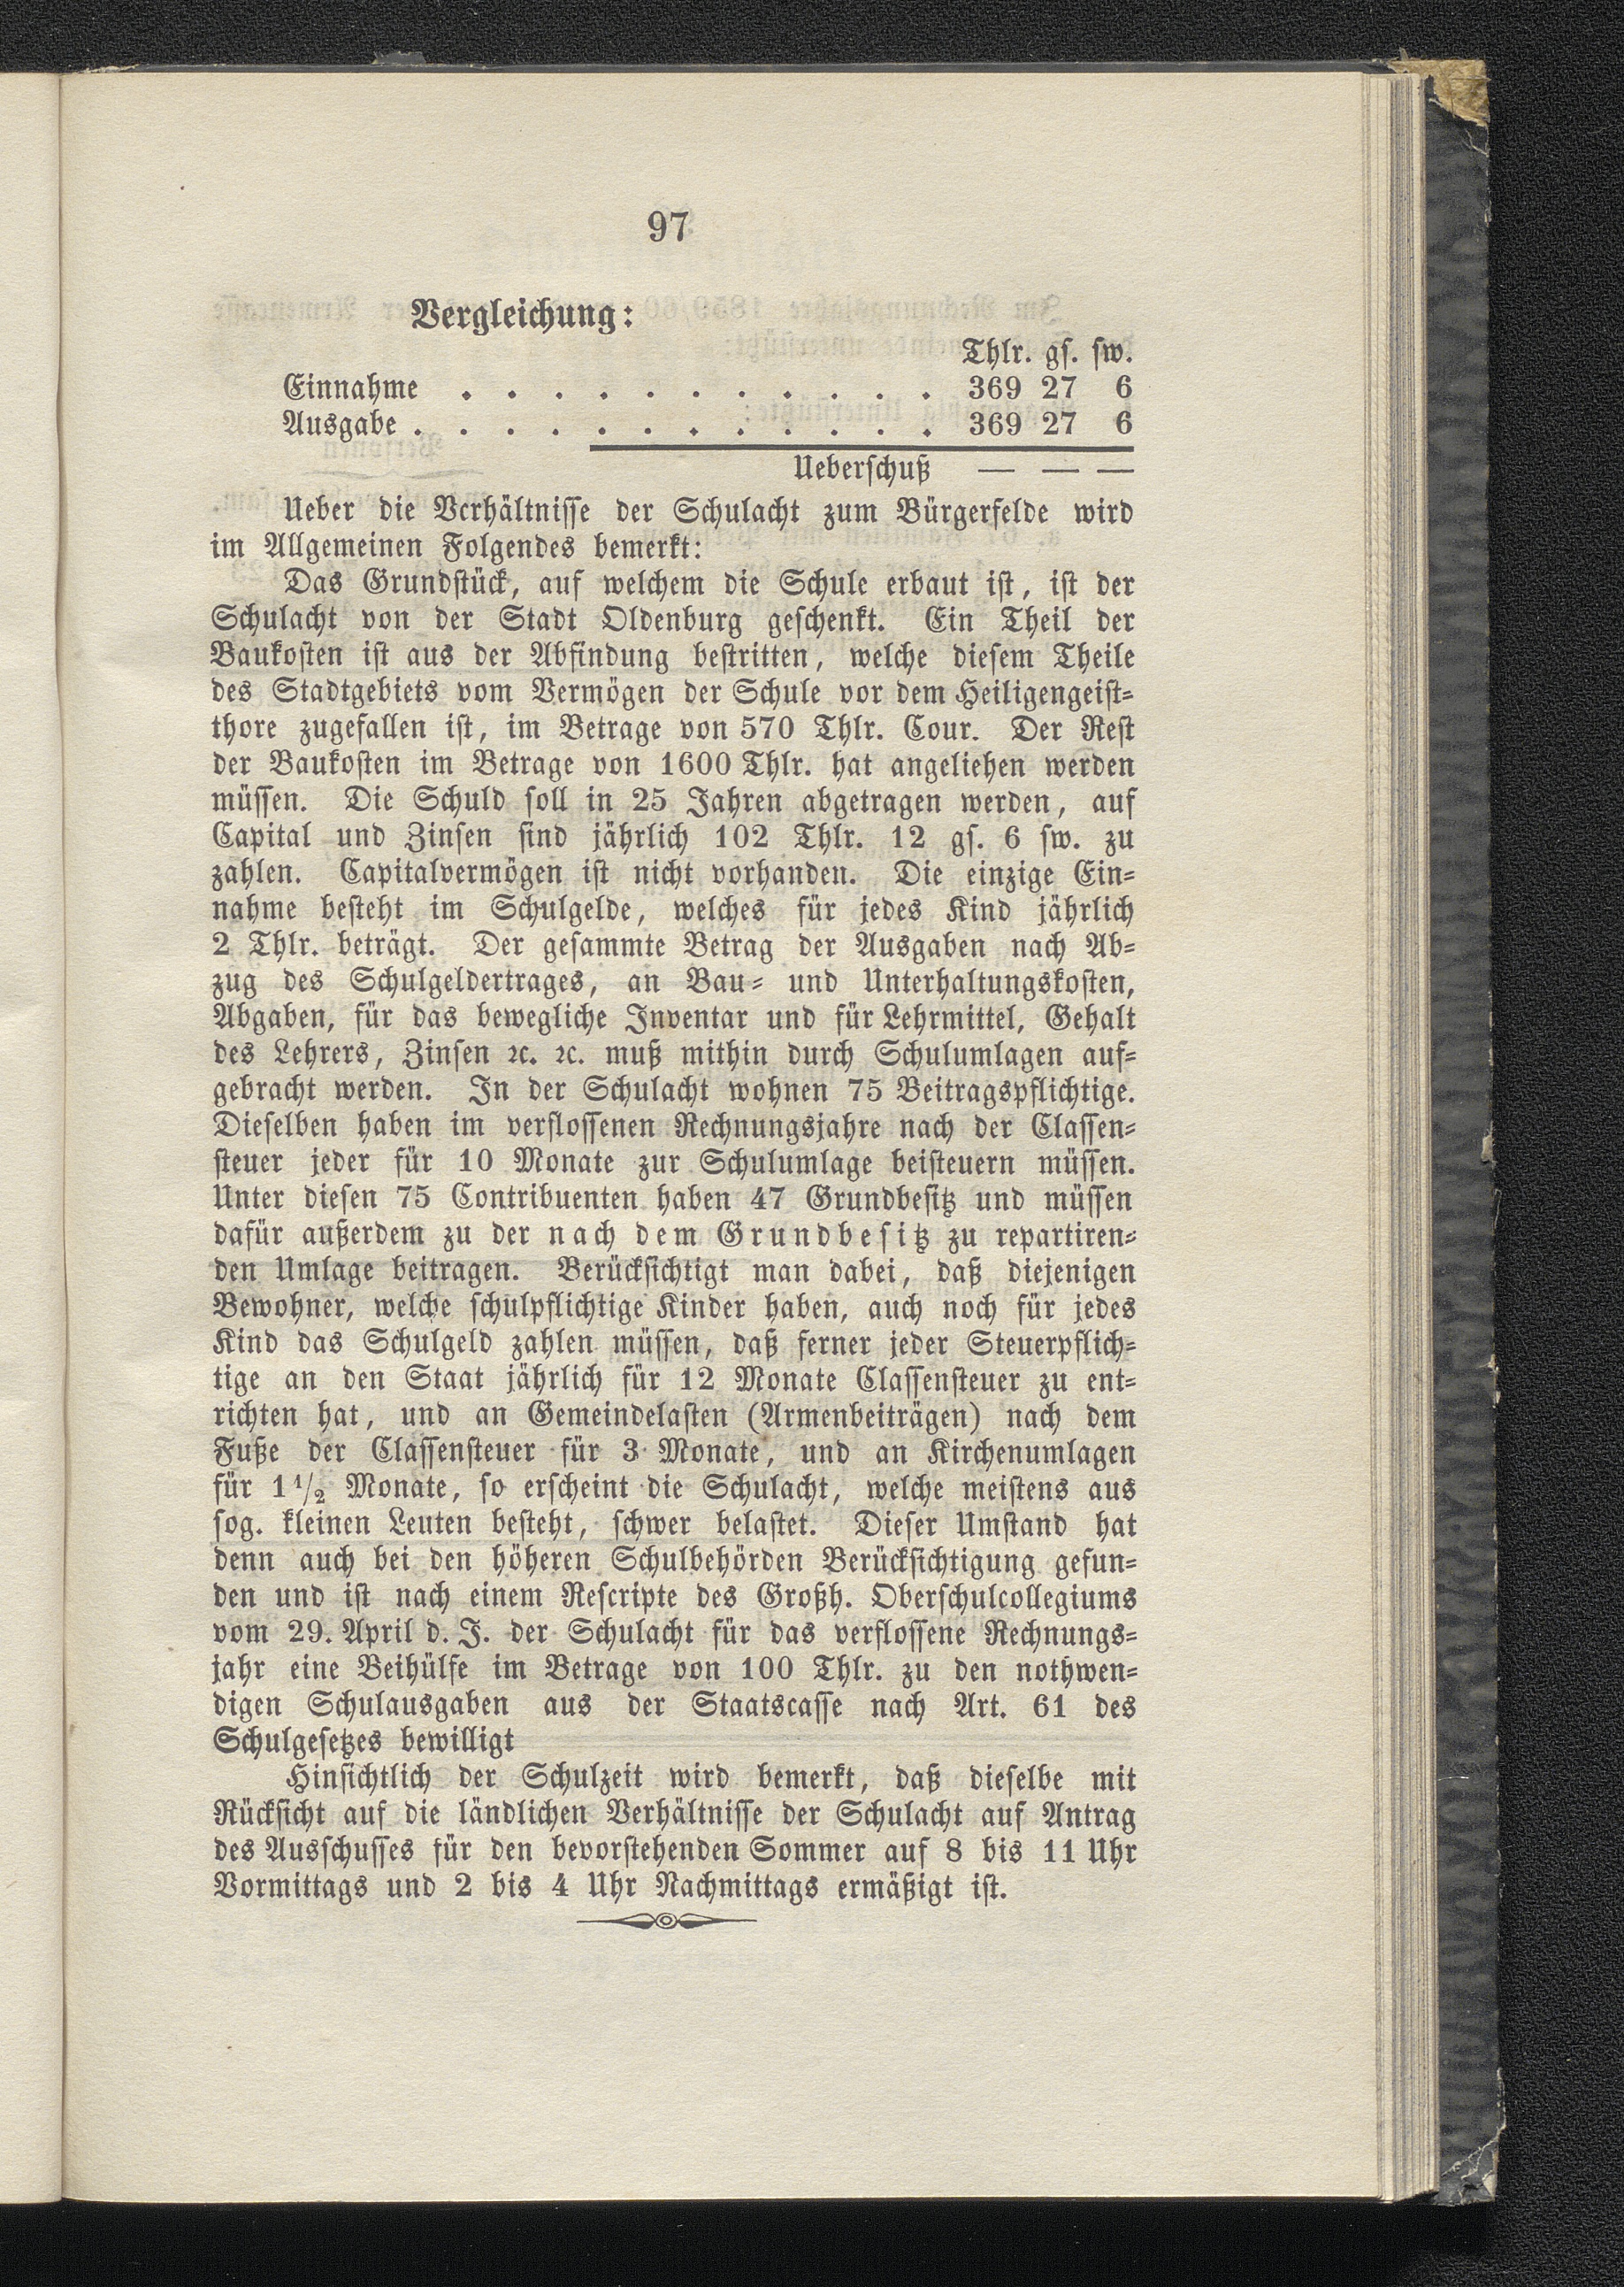 97
Vergleichung:
Thlr. gs. sw.
Einnahme . . . . . . . . . . . 369 27 6
Ausgabe . . . . . . . . . . . . 369 27 6
Ueberschuß — — —
Ueber die Verhältnisse der Schulacht zum Bürgerfelde wird
im Allgemeinen Folgendes bemerkt:
Das Grundstück, auf welchem die Schule erbaut ist, ist der
Schulacht von der Stadt Oldenburg geschenkt. Ein Theil der
Baukosten ist aus der Abfindung bestritten, welche diesem Theile
des Stadtgebiets vom Vermögen der Schule vor dem Heiligengeist-
thore zugefallen ist, im Betrage von 570 Thlr. Cour. Der Rest
der Baukosten im Betrage von 1600 Thlr. hat angeliehen werden
müssen. Die Schuld soll in 25 Jahren abgetragen werden, auf
Capital und Zinsen sind jährlich 102 Thlr. 12 gs. 6 sw. zu
zahlen. Capitalvermögen ist nicht vorhanden. Die einzige Ein-
nahme besteht im Schulgelde, welches für jedes Kind jährlich
2 Thlr. beträgt. Der gesammte Betrag der Ausgaben nach Ab-
zug des Schulgeldertrages, an Bau- und Unterhaltungskosten,
Abgaben, für das bewegliche Inventar und für Lehrmittel, Gehalt
des Lehrers, Zinsen ꝛc. ꝛc. muß mithin durch Schulumlagen auf-
gebracht werden. In der Schulacht wohnen 75 Beitragspflichtige.
Dieselben haben im verflossenen Rechnungsjahre nach der Classen-
steuer jeder für 10 Monate zur Schulumlage beisteuern müssen.
Unter diesen 75 Contribuenten haben 47 Grundbesitz und müssen
dafür außerdem zu der nach dem Grundbesitz zu repartiren-
den Umlage beitragen. Berücksichtigt man dabei, daß diejenigen
Bewohner, welche schulpflichtige Kinder haben, auch noch für jedes
Kind das Schulgeld zahlen müssen, daß ferner jeder Steuerpflich-
tige an den Staat jährlich für 12 Monate Classensteuer zu ent-
richten hat, und an Gemeindelasten (Armenbeiträgen) nach dem
Fuße der Classensteuer für 3 Monate, und an Kirchenumlagen
für 1 1/2 Monate, so erscheint die Schulacht, welche meistens aus
sog. kleinen Leuten besteht, schwer belastet. Dieser Umstand hat
denn auch bei den höheren Schulbehörden Berücksichtigung gefun-
den und ist nach einem Rescripte des Großh. Oberschulcollegiums
vom 29. April d. J. der Schulacht für das verflossene Rechnungs-
jahr eine Beihülfe im Betrage von 100 Thlr. zu den nothwen-
digen Schulausgaben aus der Staatscasse nach Art. 61 des
Schulgesetzes bewilligt
Hinsichtlich der Schulzeit wird bemerkt, daß dieselbe mit
Rücksicht auf die ländlichen Verhältnisse der Schulacht auf Antrag
des Ausschusses für den bevorstehenden Sommer auf 8 bis 11 Uhr
Vormittags und 2 bis 4 Uhr Nachmittags ermäßigt ist.